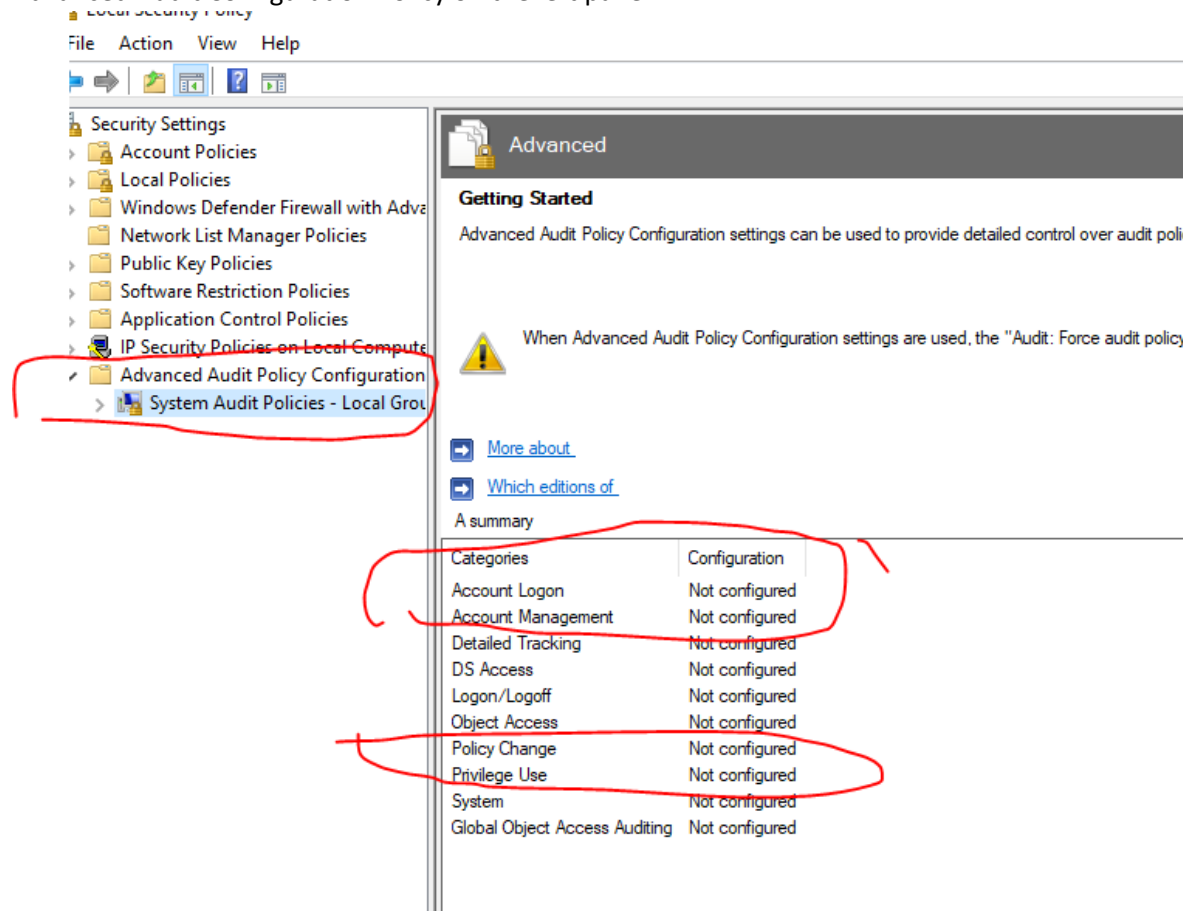 Local Security Policy
File Action View Help
Security Settings
Account Policies
Local Policies
Windows Defender Firewall with Adva
Network List Manager Policies
Public Key Policies
Software Restriction Policies
Application Control Policies
IP Security Policies on Local Compute
Advanced Audit Policy Configuration
System Audit Policies - Local Grou
Advanced
Getting Started
Advanced Audit Policy Configuration settings can be used to provide detailed control over audit poli
When Advanced Audit Policy Configuration settings are used, the "Audit: Force audit policy
More about
Which editions of
A summary
Categories Configuration
Account Logon Not configured
Account Management Not configured
Detailed Tracking Not configured
DS Access Not configured
Logon/Logoff Not configured
Object Access Not configured
Policy Change Not configured
Privilege Use Not configured
System Not configured
Global Object Access Auditing Not configured